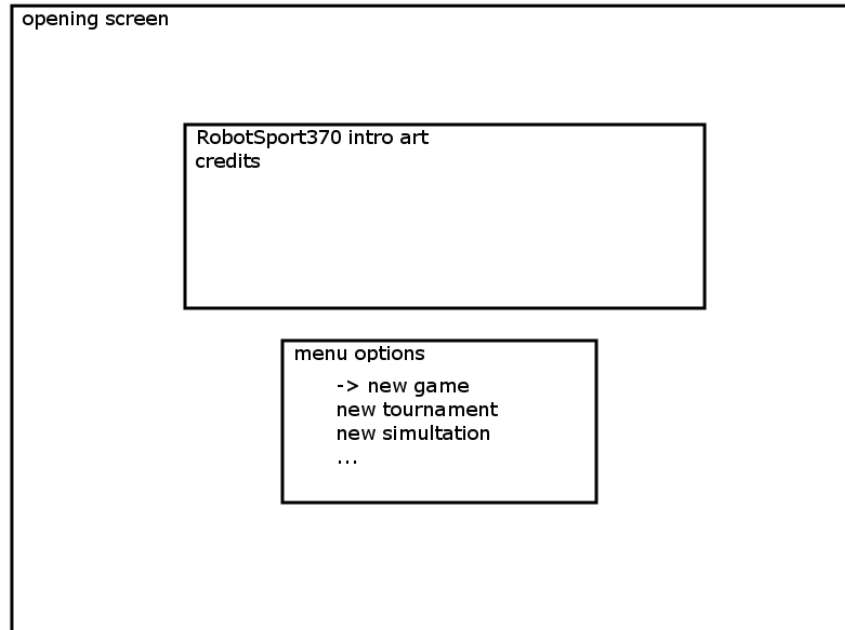 opening screen
RobotSport370 intro art
credits
menu options
-> new game
new tournament
new simultation
...